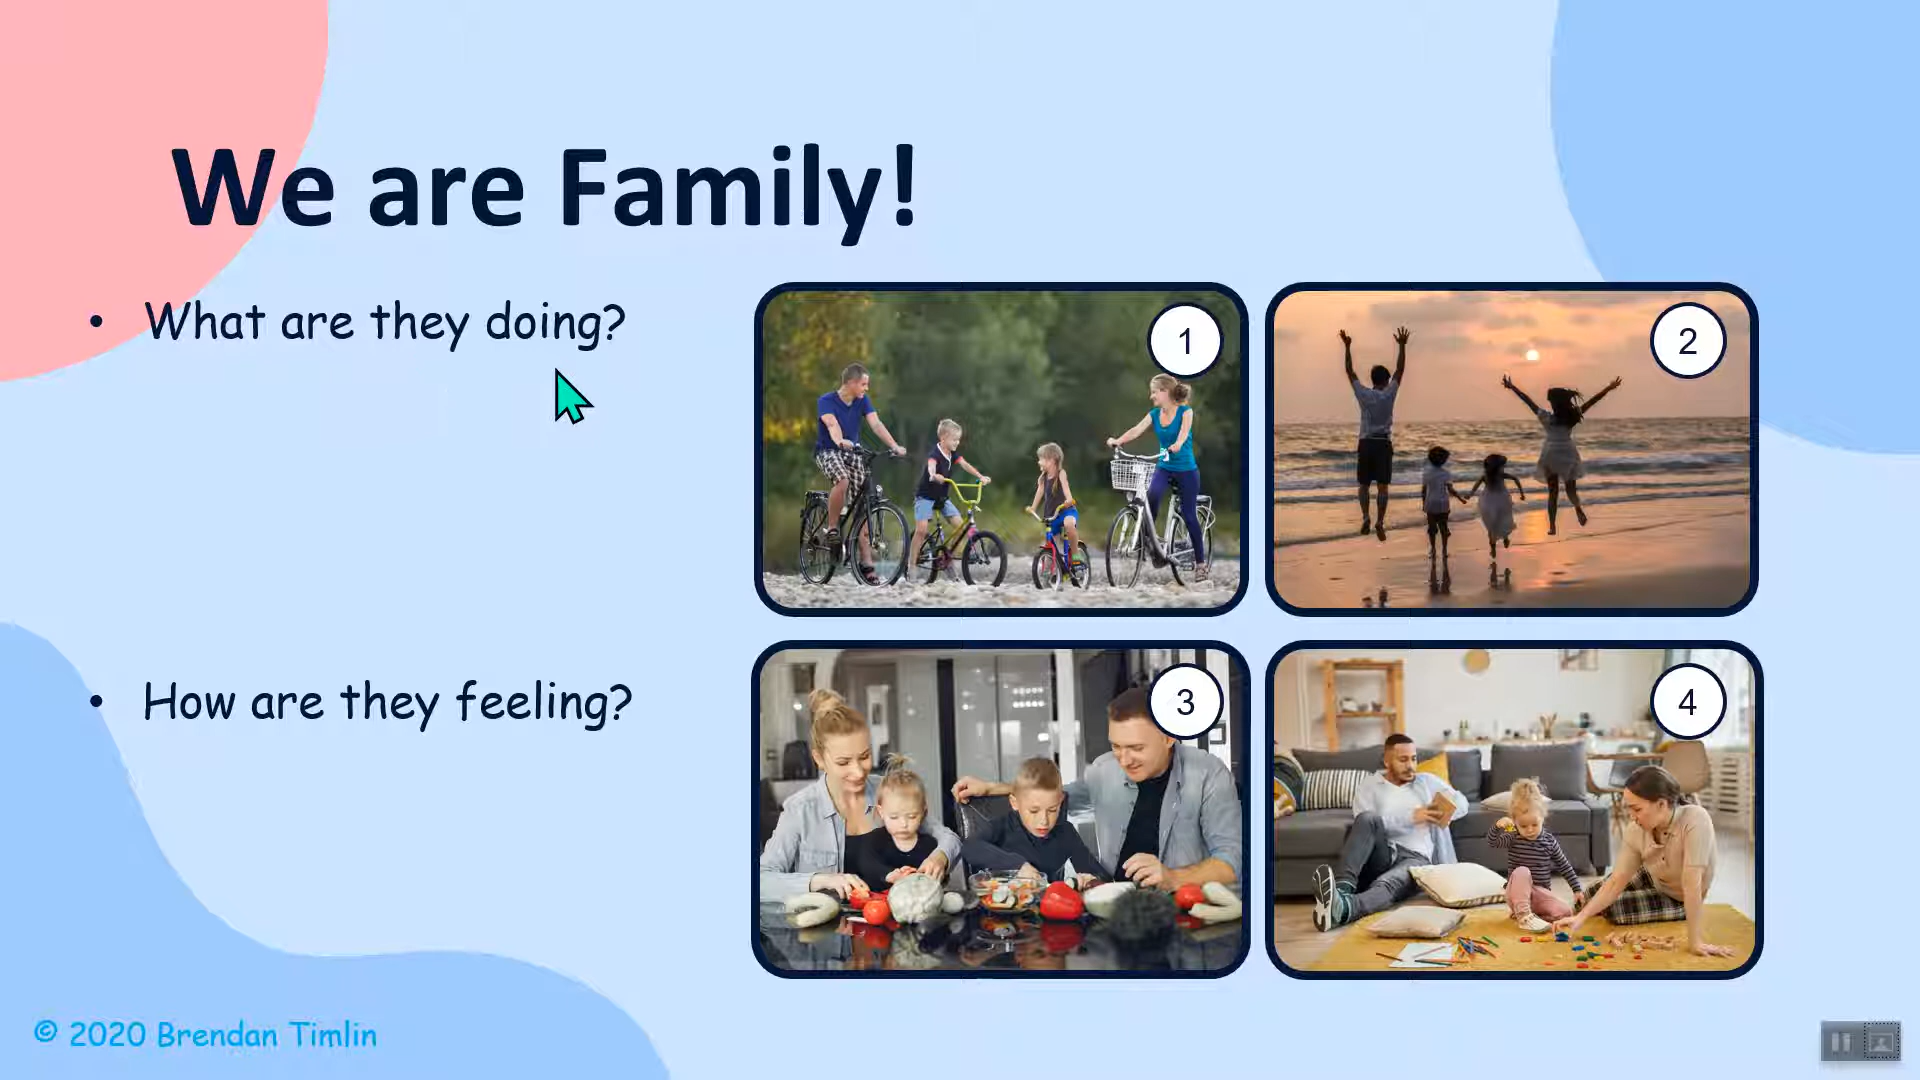 We are Family!
• What are they doing?
• How are they feeling?
1
2
3
4
© 2020 Brendan Timlin